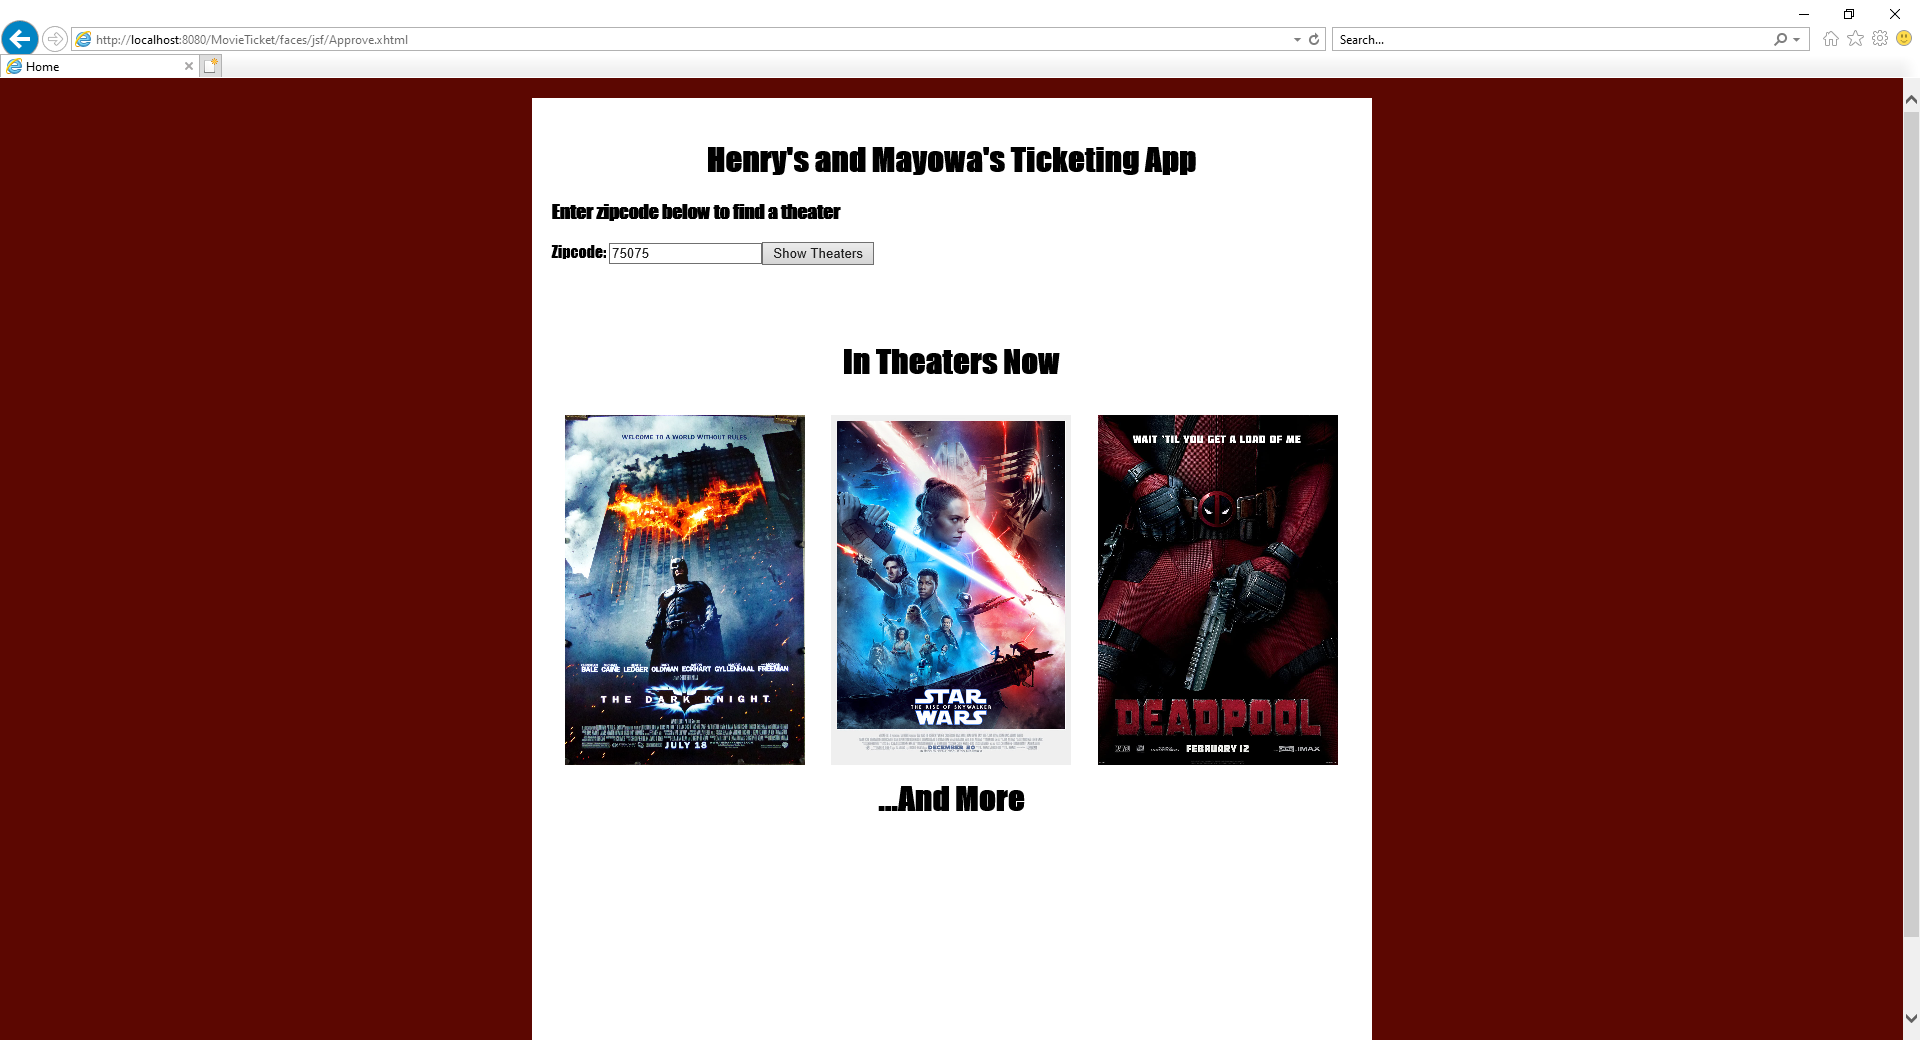 http://localhost:8080/MovieTicket/faces/jsf/Approve.xhtml
Search...
Home
Henry's and Mayowa's Ticketing App
Enter zipcode below to find a theater
Zipcode: 75075 Show Theaters
In Theaters Now
WELCOME TO A WORLD WITHOUT RULES
BALE CAINE LEDGER OLDMAN ECKHART GYLLENHAAL FREEMAN
THE DARK KNIGHT
JULY 18
STAR
THE RISE OF SKYWALKER
WARS
DECEMBER 20
WAIT 'TIL YOU GET A LOAD OF ME
DEADPOOL
FEBRUARY 12
IMAX
...And More